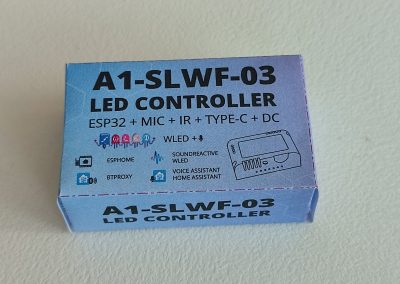 A1-SLWF-03
LED CONTROLLER
ESP32 + MIC + IR + TYPE-C + DC
WLED +
ESPHOME
SOUNDREACTIVE
WLED
BTPROXY
VOICE ASSISTANT
HOME ASSISTANT
A1-SLWF-03
LED CONTROLLER